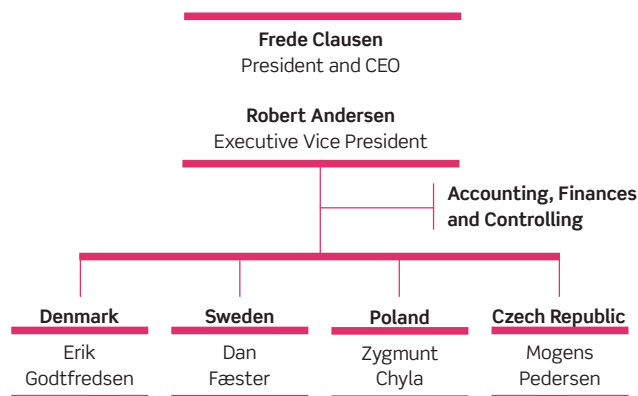 Frede Clausen
President and CEO
Robert Andersen
Executive Vice President
Accounting, Finances
and Controlling
Denmark
Erik
Godtfredsen
Sweden
Dan
Fæster
Poland
Zygmunt
Chyla
Czech Republic
Mogens
Pedersen